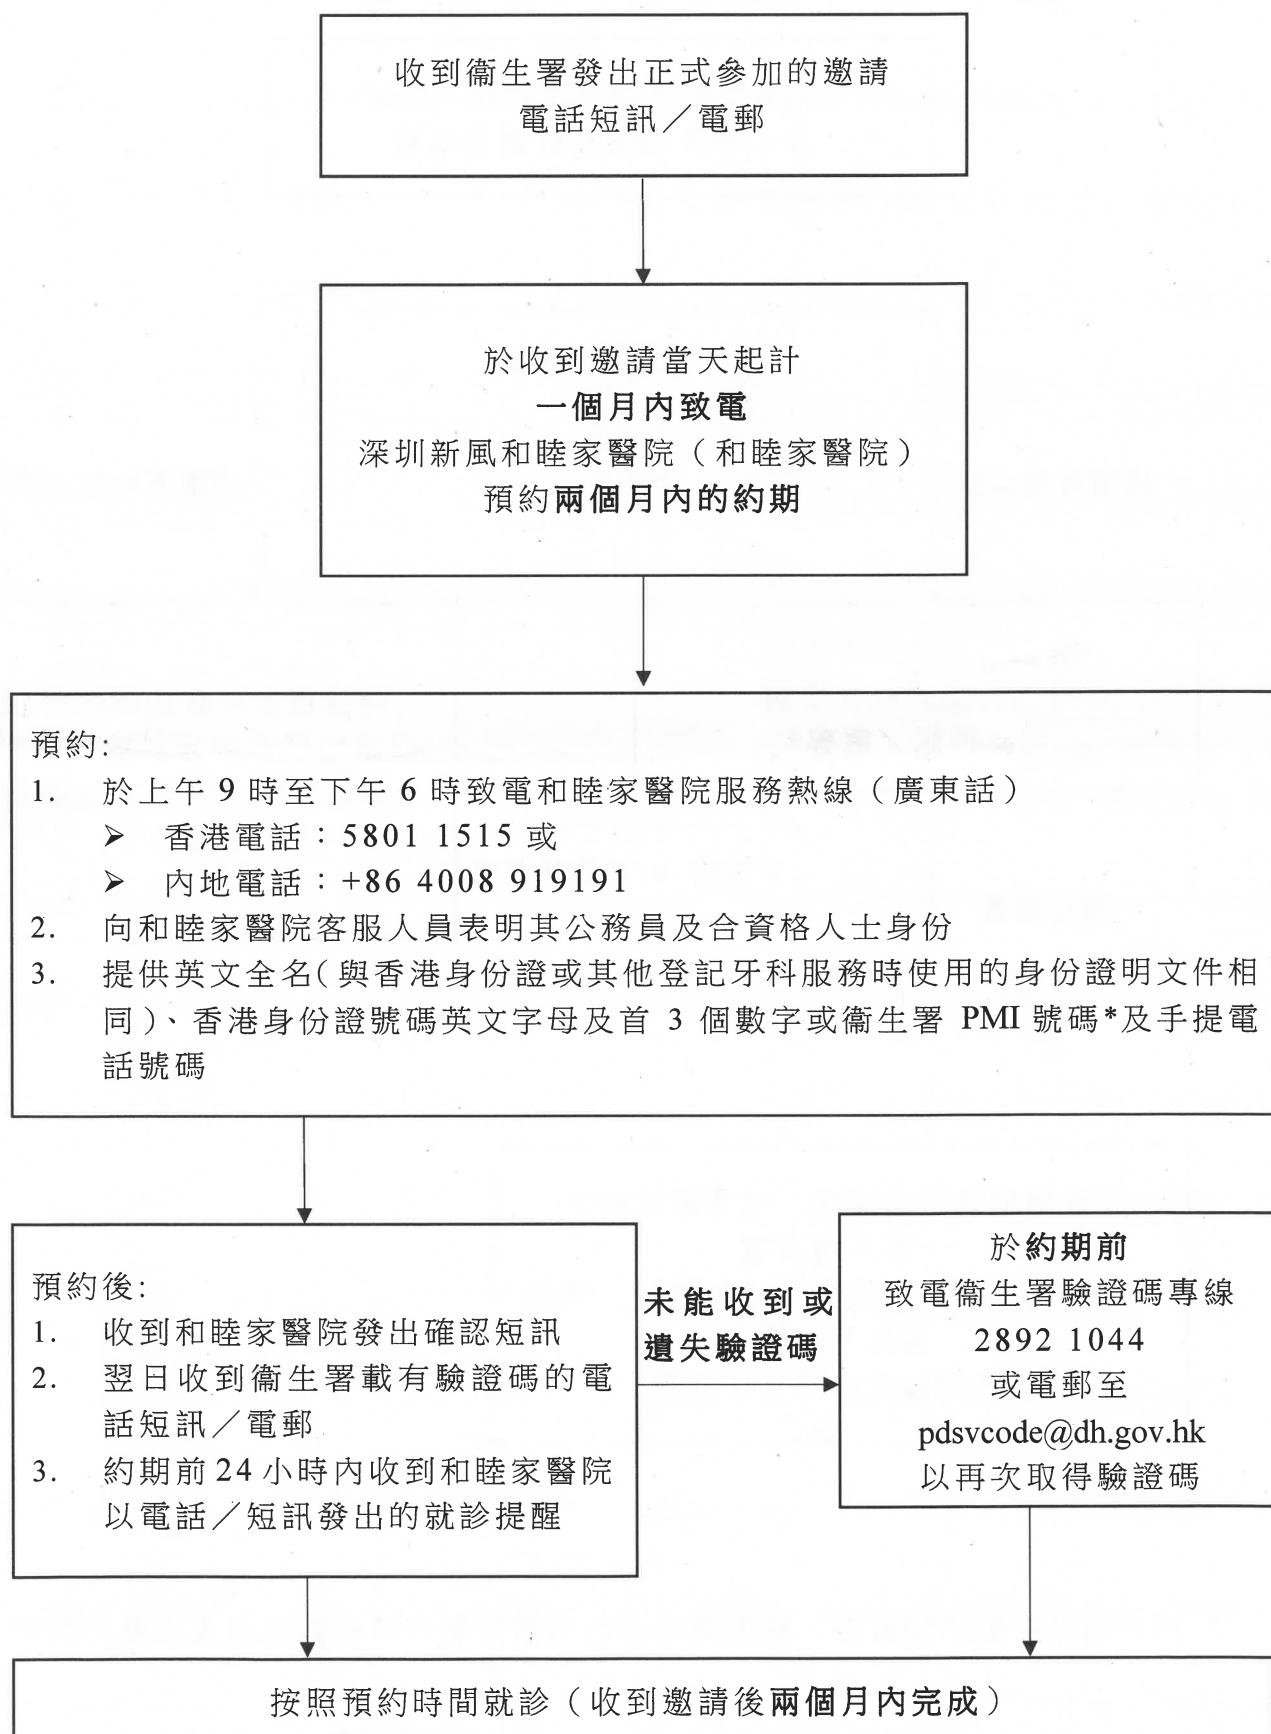 收到衞生署發出正式參加的邀請
電話短訊／電郵
於收到邀請當天起計
一個月內致電
深圳新風和睦家醫院（和睦家醫院）
預約兩個月內的約期
預約:
1. 於上午 9 時至下午 6 時致電和睦家醫院服務熱線（廣東話）
➢ 香港電話：5801 1515 或
➢ 內地電話：+86 4008 919191
2. 向和睦家醫院客服人員表明其公務員及合資格人士身份
3. 提供英文全名（與香港身份證或其他登記牙科服務時使用的身份證明文件相
同）、香港身份證號碼英文字母及首 3 個數字或衞生署 PMI 號碼*及手提電
話號碼
預約後:
1. 收到和睦家醫院發出確認短訊
2. 翌日收到衞生署載有驗證碼的電
話短訊／電郵
3. 約期前 24 小時內收到和睦家醫院
以電話／短訊發出的就診提醒
未能收到或
遺失驗證碼
於約期前
致電衞生署驗證碼專線
2892 1044
或電郵至
pdsvcode@dh.gov.hk
以再次取得驗證碼
按照預約時間就診（收到邀請後兩個月內完成）